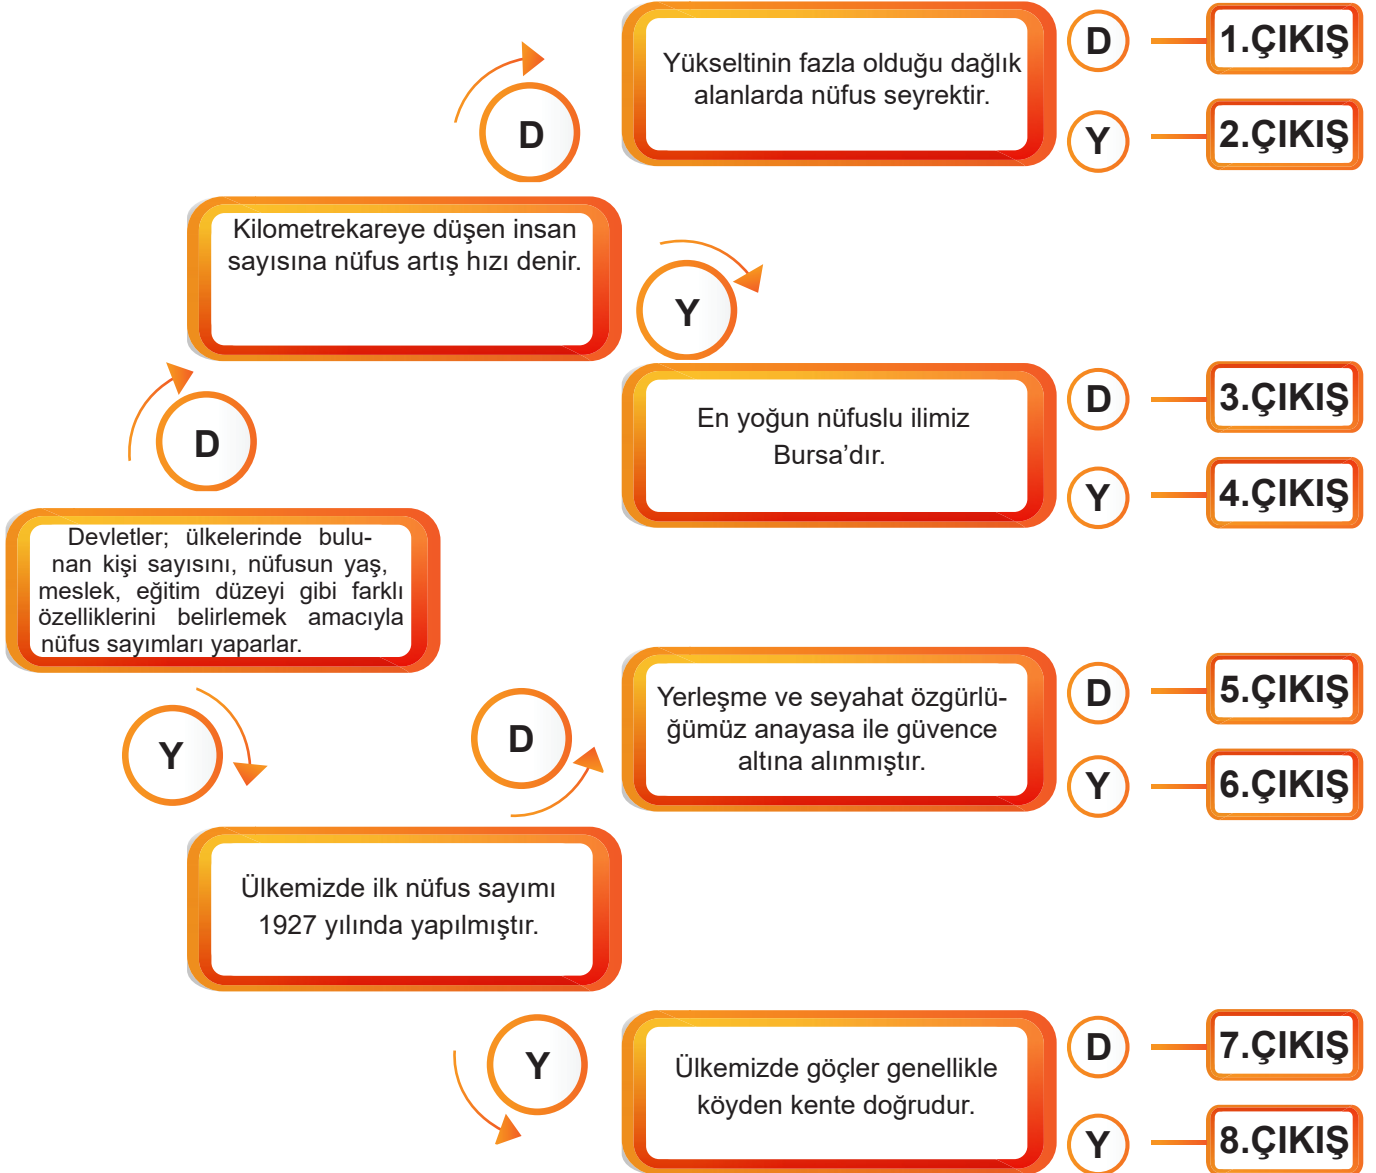 Yükseltinin fazla olduğu dağlık
alanlarda nüfus seyrektir.
D
1.ÇIKIŞ
Y
2.ÇIKIŞ
D
Kilometrekareye düşen insan
sayısına nüfus artış hızı denir.
Y
En yoğun nüfuslu ilimiz
Bursa’dır.
D
3.ÇIKIŞ
Y
4.ÇIKIŞ
D
Devletler; ülkelerinde bulu-
nan kişi sayısını, nüfusun yaş,
meslek, eğitim düzeyi gibi farklı
özelliklerini belirlemek amacıyla
nüfus sayımları yaparlar.
Y
D
Yerleşme ve seyahat özgürlü-
ğümüz anayasa ile güvence
altına alınmıştır.
D
5.ÇIKIŞ
Y
6.ÇIKIŞ
Ülkemizde ilk nüfus sayımı
1927 yılında yapılmıştır.
Y
Ülkemizde göçler genellikle
köyden kente doğrudur.
D
7.ÇIKIŞ
Y
8.ÇIKIŞ